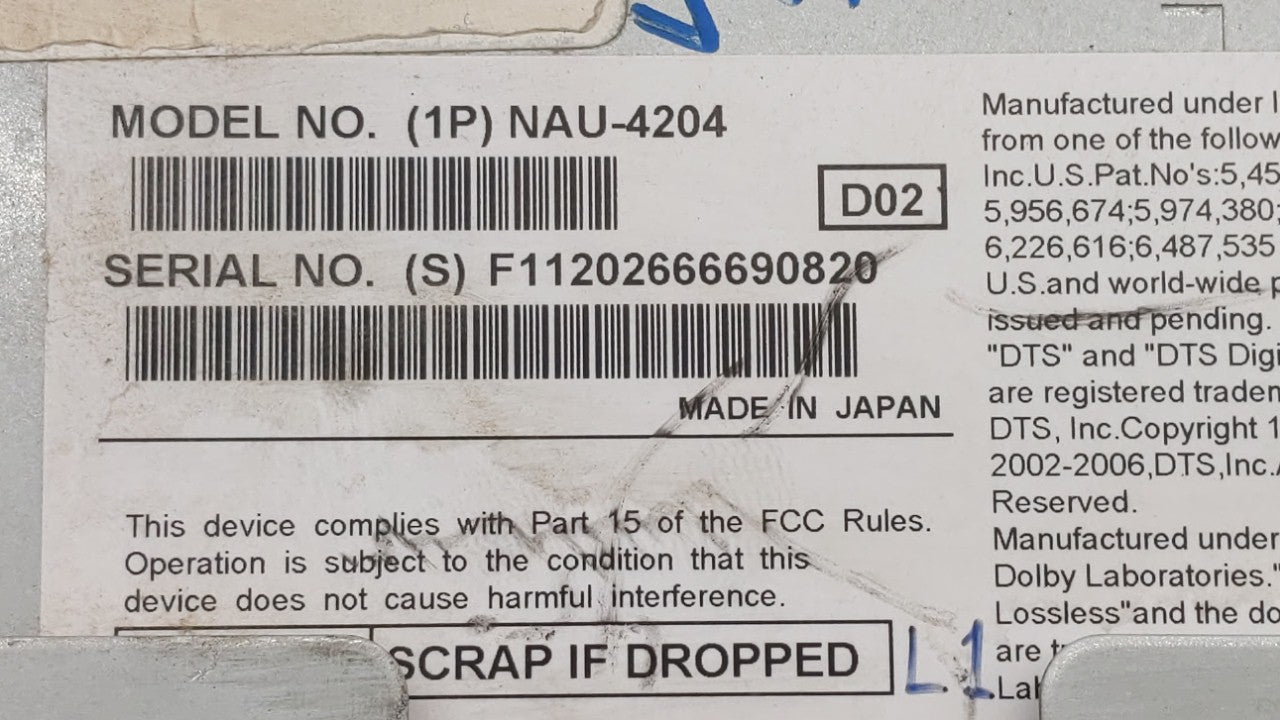 MODEL NO. (1P) NAU-4204
D02
SERIAL NO. (S) F11202666690820
MADE IN JAPAN
This device complies with Part 15 of the FCC Rules.
Operation is subject to the condition that this
device does not cause harmful interference.
SCRAP IF DROPPED
L1
Manufactured under
from one of the
Inc.U.S.Pat.No's:5,45
5,956,674;5,974,380
6,226,616;6,487,535
U.S.and world-wide
issued and pending.
"DTS" and "DTS
are registered
DTS, Inc.Copyright 1
2002-2006,DTS,Inc.
Reserved.
Manufactured under
Dolby Laboratories."
Lossless"and the
are